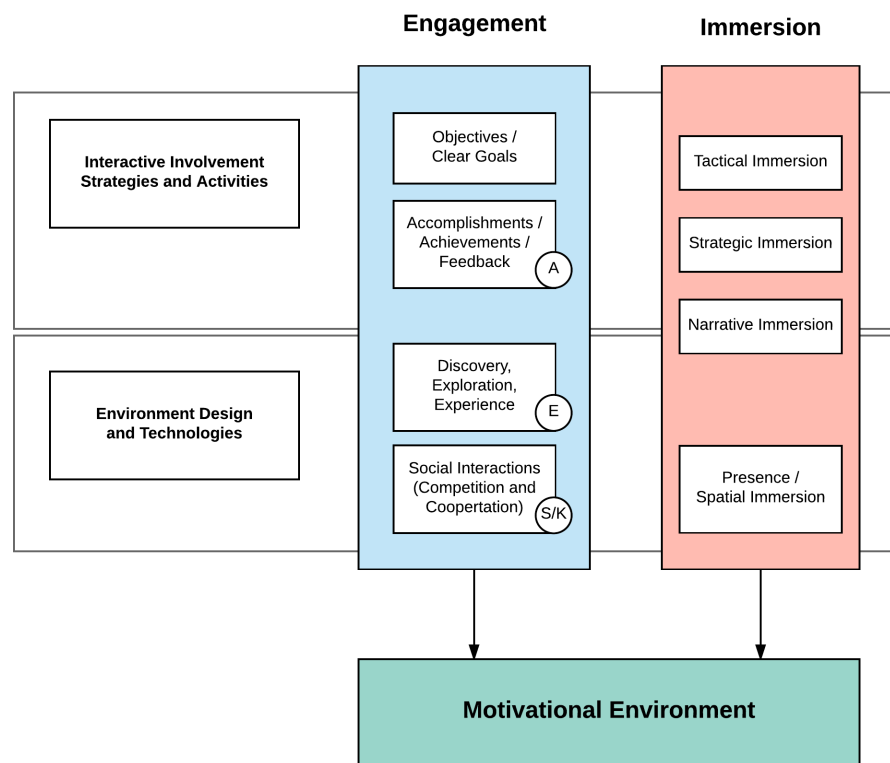 Engagement
Immersion
Interactive Involvement
Strategies and Activities
Objectives /
Clear Goals
Accomplishments /
Achievements /
Feedback
A
Tactical Immersion
Strategic Immersion
Narrative Immersion
Environment Design
and Technologies
Discovery,
Exploration,
Experience
E
Social Interactions
(Competition and
Coopertation)
S/K
Presence /
Spatial Immersion
Motivational Environment